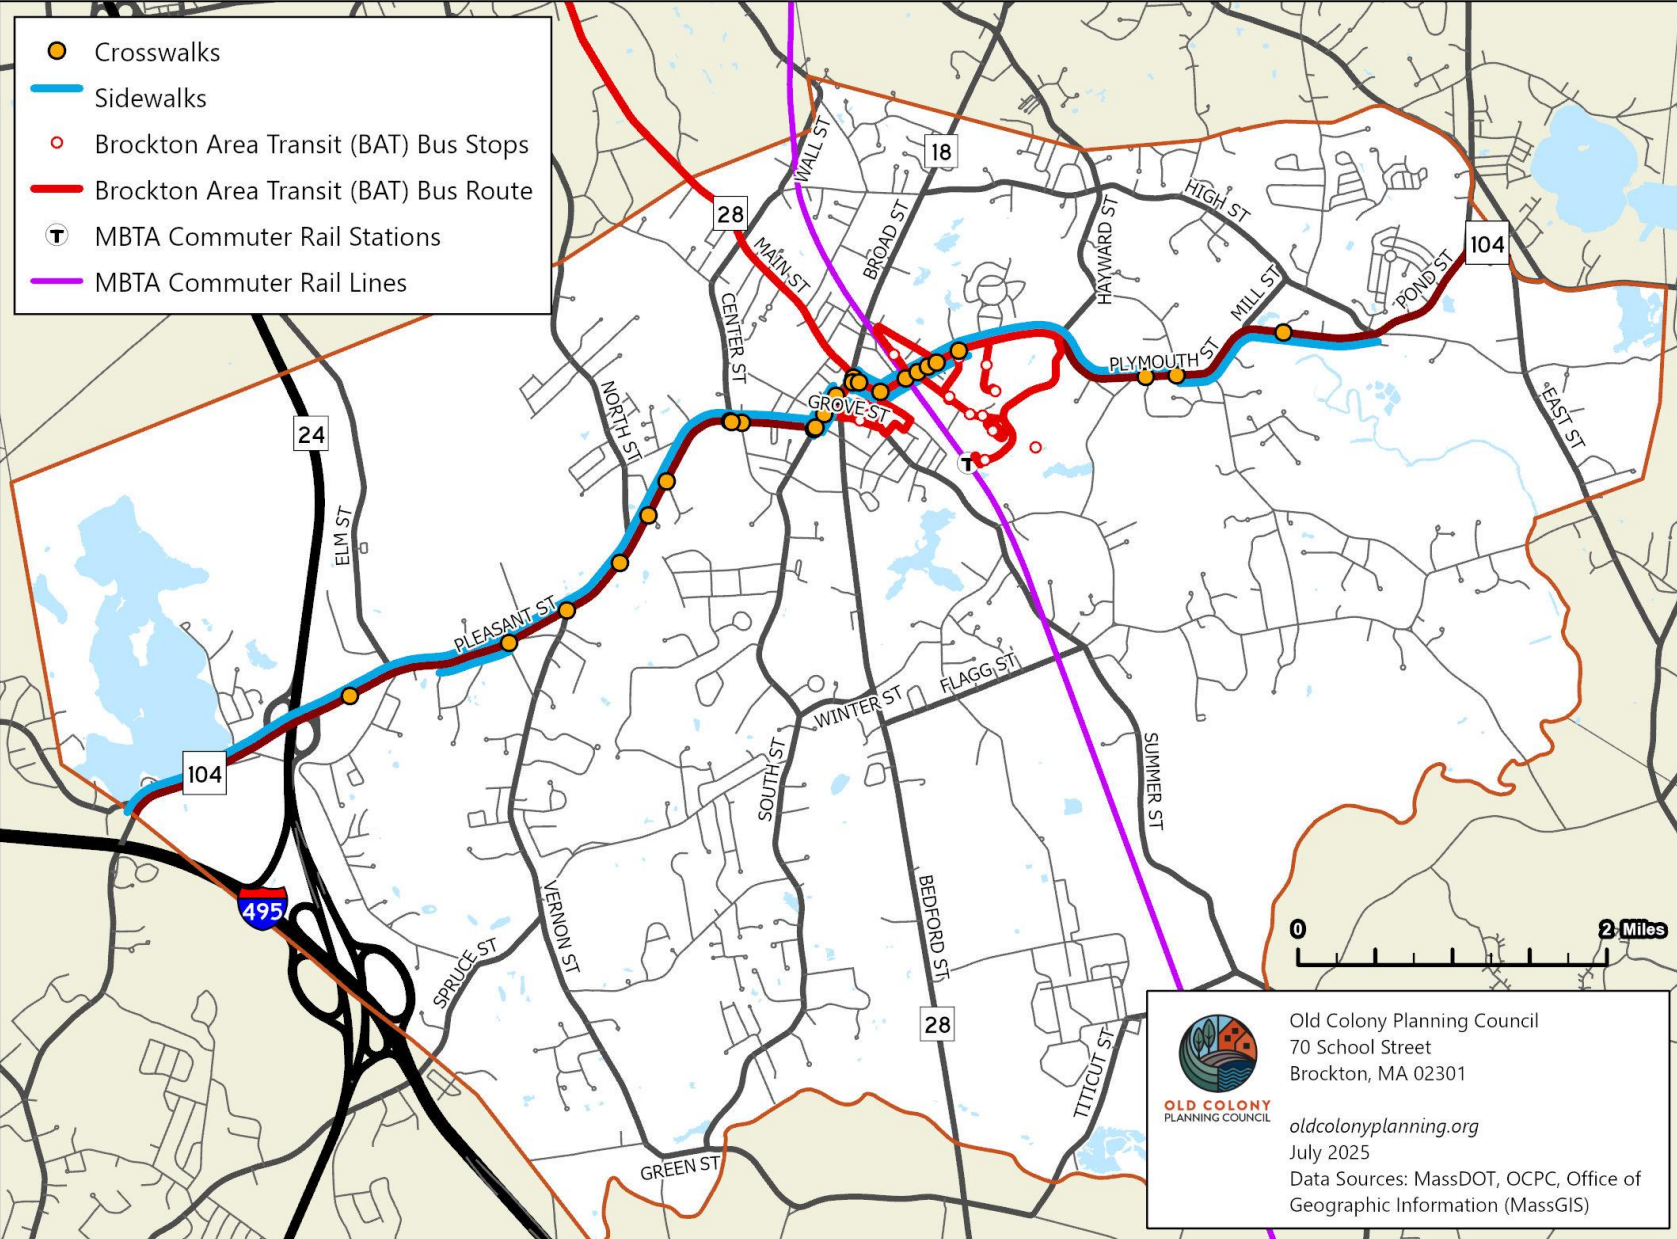 Crosswalks
Sidewalks
Brockton Area Transit (BAT) Bus Stops
Brockton Area Transit (BAT) Bus Route
T
MBTA Commuter Rail Stations
MBTA Commuter Rail Lines
WALL ST
18
28
HIGH ST
BROAD ST
HAYWARD ST
MAIN ST
104
POND ST
MILL ST
CENTER ST
PLYMOUTH ST
GROVE ST
NORTH ST
EAST ST
24
T
ELM ST
PLEASANT ST
FLAGG ST
WINTER ST
104
SOUTH ST
SUMMER ST
495
VERNON ST
BEDFORD ST
SPRUCE ST
0
2 Miles
28
TITICUT ST
GREEN ST
OLD COLONY
PLANNING COUNCIL
Old Colony Planning Council
70 School Street
Brockton, MA 02301
oldcolonyplanning.org
July 2025
Data Sources: MassDOT, OCPC, Office of
Geographic Information (MassGIS)